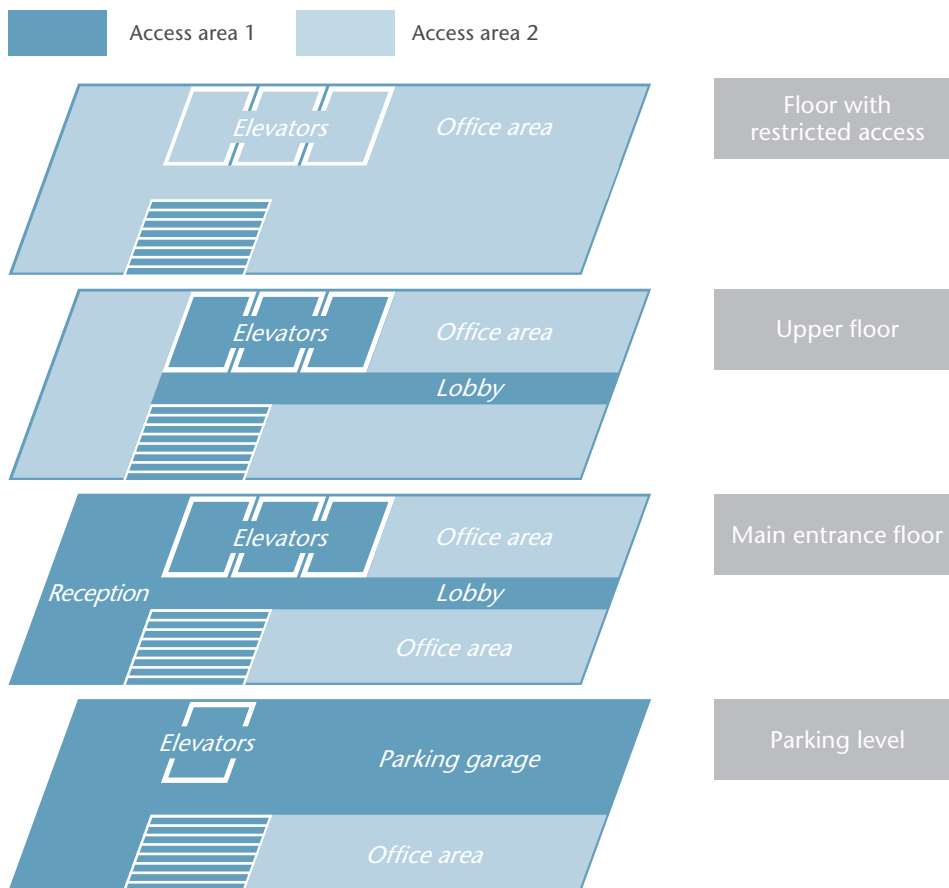 Access area 1
Access area 2
Elevators
Office area
Floor with
restricted access
Elevators
Office area
Upper floor
Lobby
Elevators
Office area
Main entrance floor
Reception
Lobby
Office area
Elevators
Parking garage
Parking level
Office area